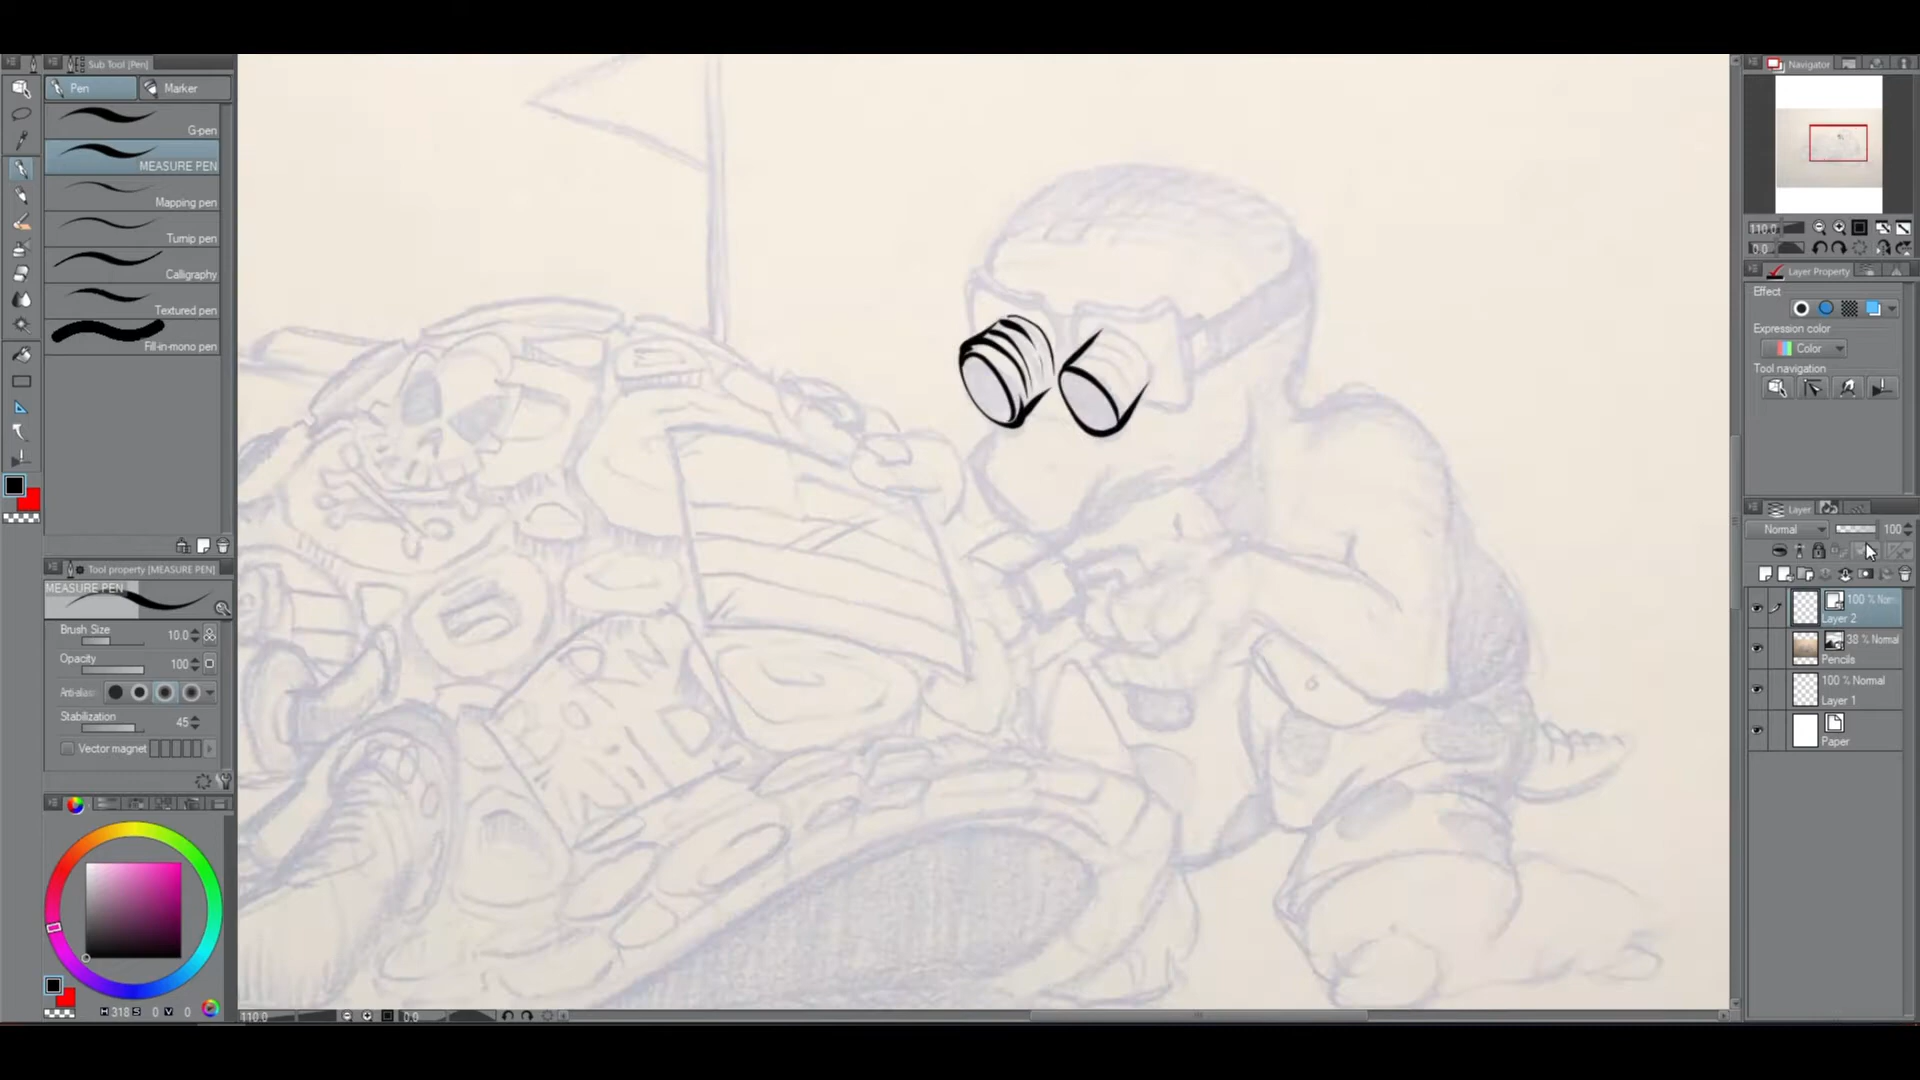 Sub Tool [Pen]
Pen
Marker
G-pen
MEASURE PEN
Mapping pen
Turnip pen
Calligraphy
Textured pen
Fill-in-mono pen
Tool property [MEASURE PEN]
MEASURE PEN
Brush Size
10.0
Opacity
100
Anti-alias
Stabilization
45
Vector magnet
H 318 S 0 V 0
110.0
0.0
Navigator
110.0
0.0
Layer Property
Effect
Expression color
Color
Tool navigation
Layer
Normal
100
100 % Norm
Layer 2
38 % Normal
Pencils
100 % Normal
Layer 1
Paper